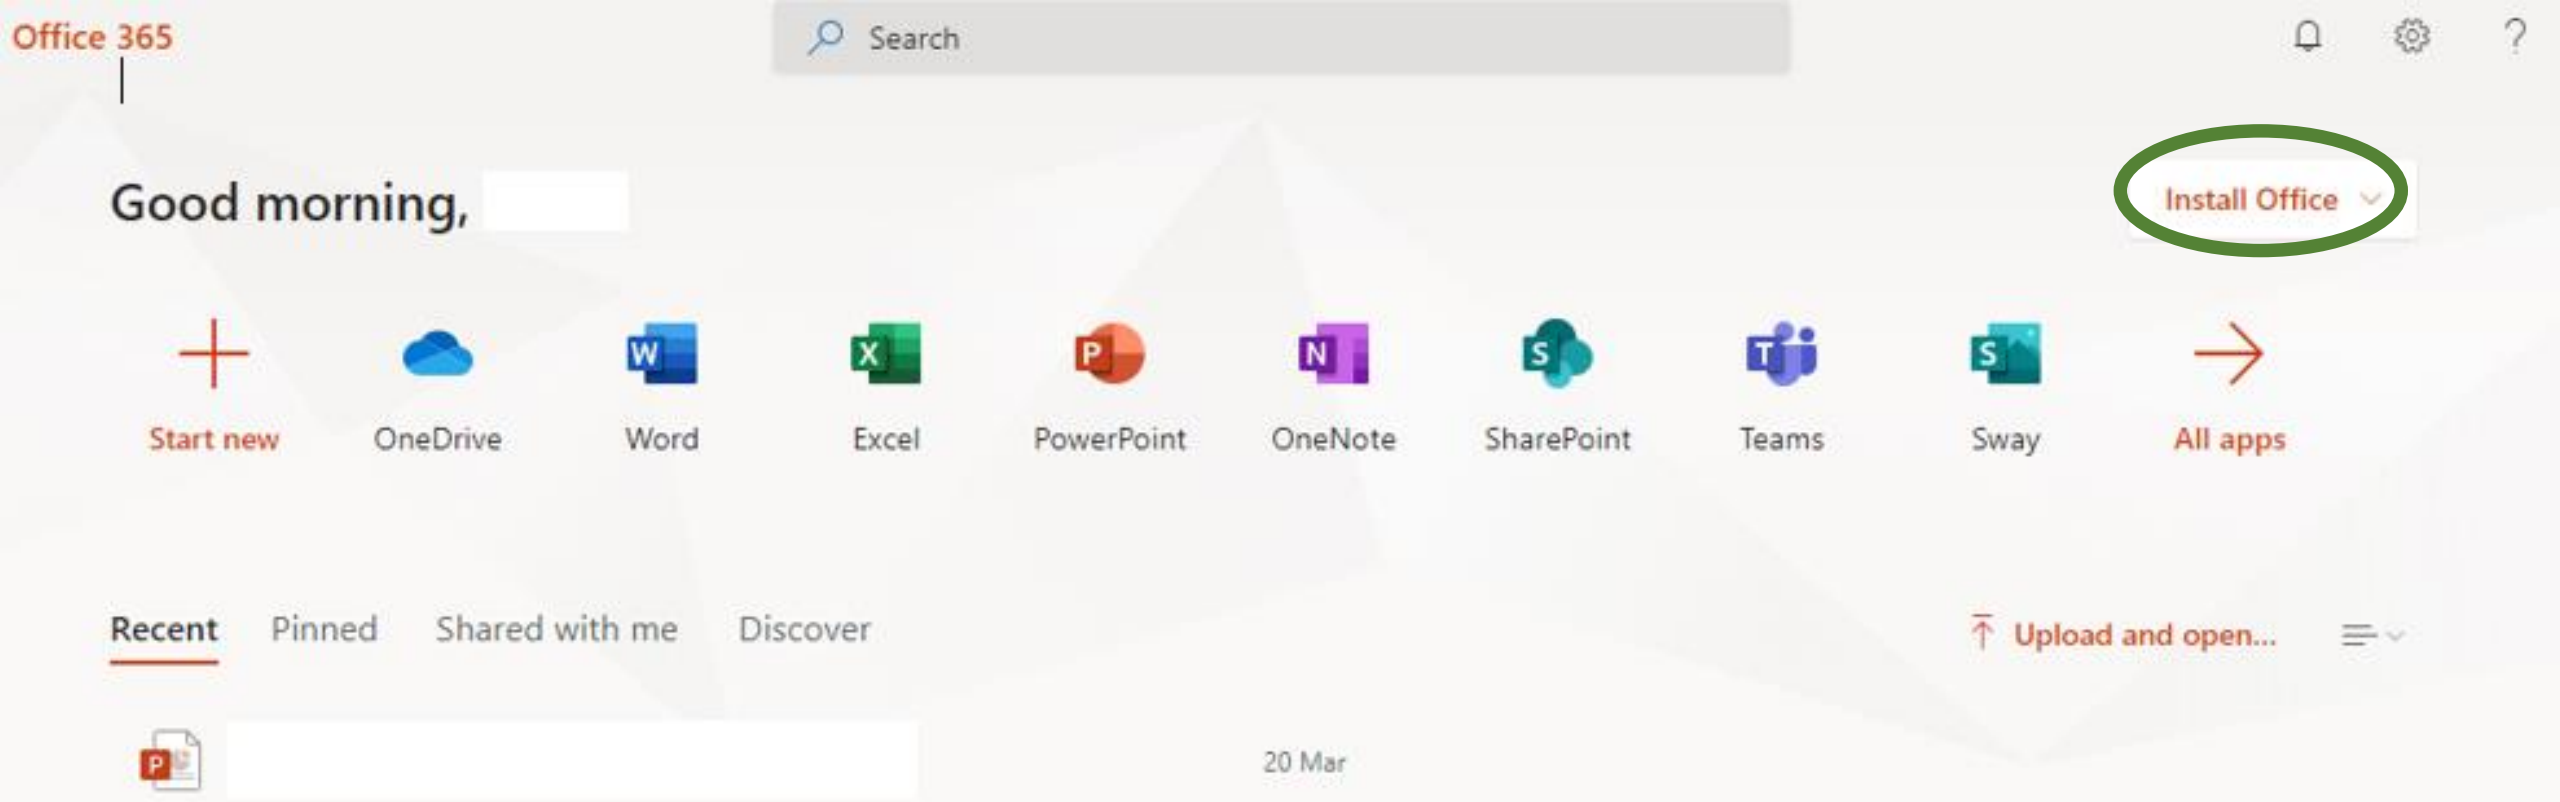 Office 365
Search
?
Good morning,
Install Office
Start new
OneDrive
W
Word
X
Excel
P
PowerPoint
N
OneNote
S
SharePoint
T
Teams
S
Sway
All apps
Recent Pinned Shared with me Discover
Upload and open...
P
20 Mar